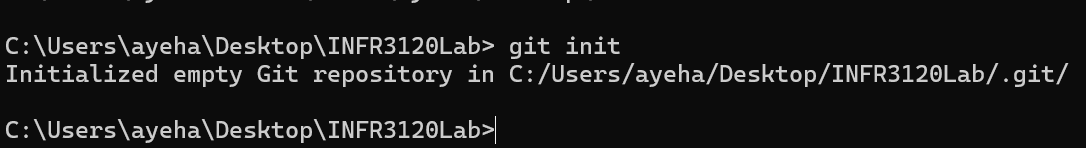 C:\Users\ayeha\Desktop\INFR3120Lab> git init
Initialized empty Git repository in C:/Users/ayeha/Desktop/INFR3120Lab/.git/
C:\Users\ayeha\Desktop\INFR3120Lab>